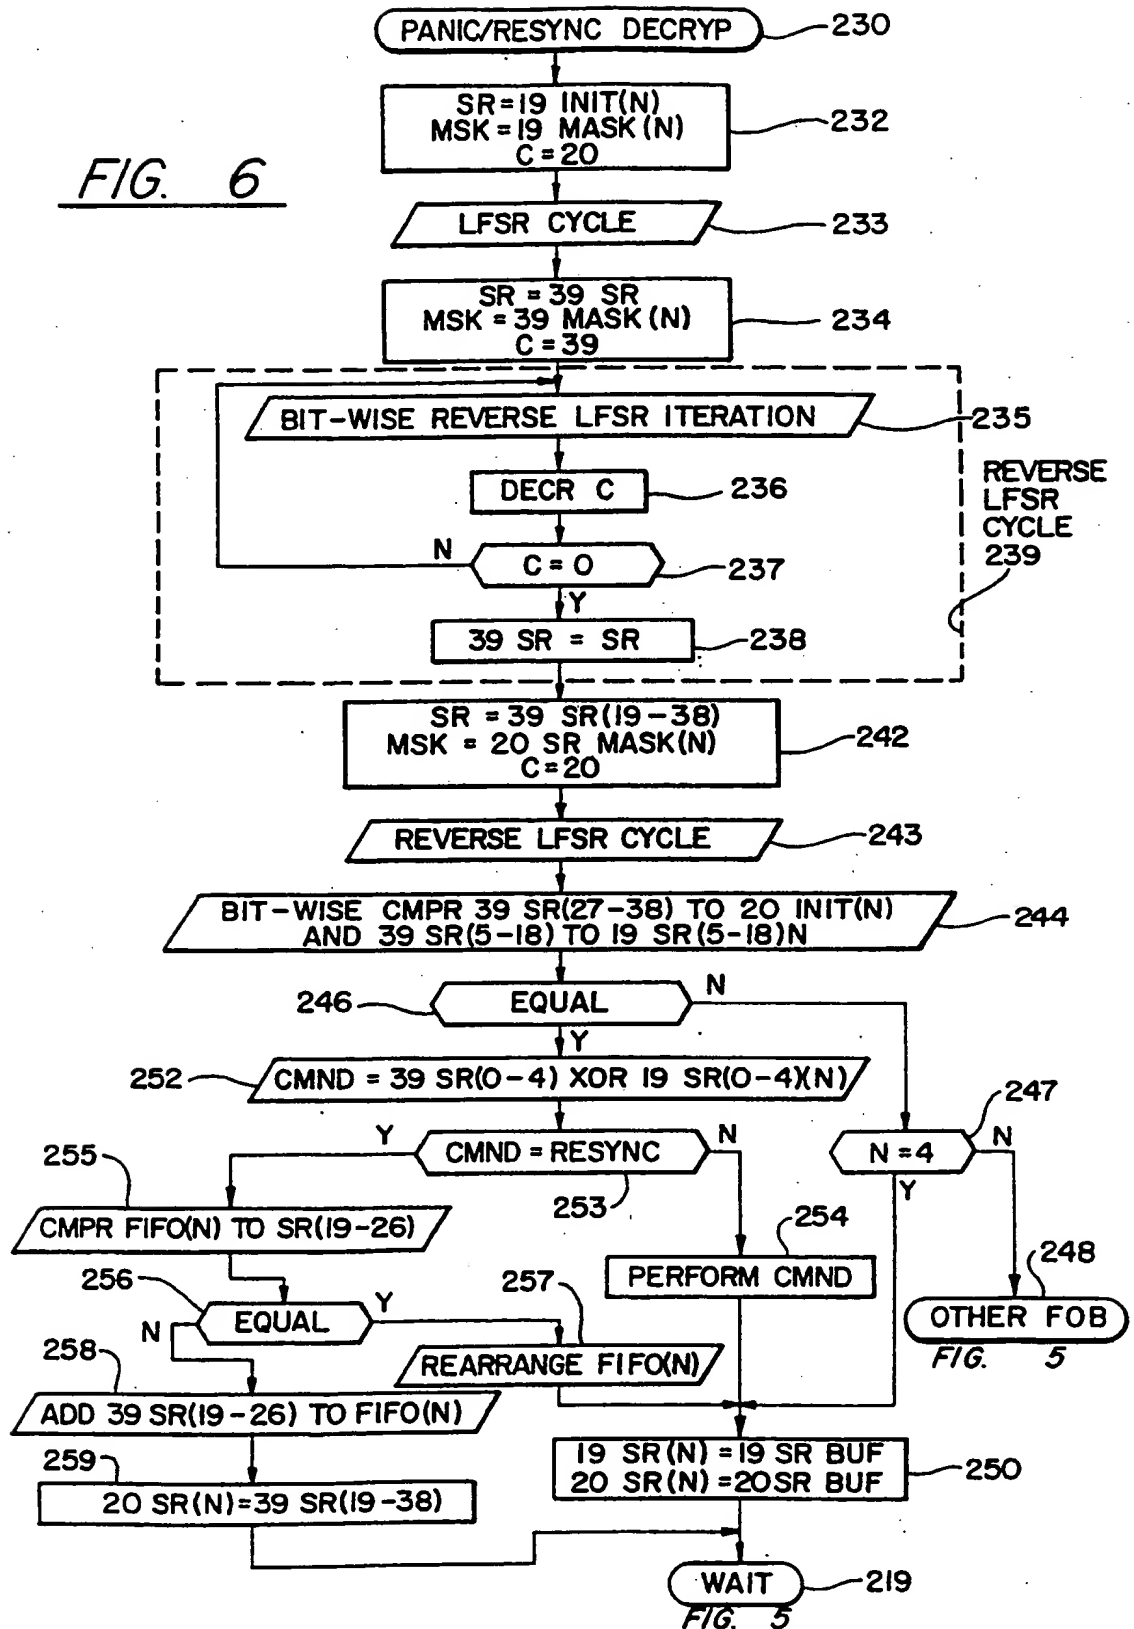 PANIC/RESYNC DECRYP
230
SR=19 INIT(N)
MSK=19 MASK(N)
C=20
232
FIG. 6
LFSR CYCLE
233
SR=39 SR
MSK=39 MASK(N)
C=39
234
BIT-WISE REVERSE LFSR ITERATION
235
DECR C
236
REVERSE
LFSR
CYCLE
239
N
C=0
237
Y
39 SR = SR
238
SR = 39 SR(19-38)
MSK = 20 SR MASK(N)
C=20
242
REVERSE LFSR CYCLE
243
BIT-WISE CMPR 39 SR(27-38) TO 20 INIT(N)
AND 39 SR(5-18) TO 19 SR(5-18)N
244
246
EQUAL
N
Y
252
CMND = 39 SR(0-4) XOR 19 SR(0-4)(N)
247
Y
CMND=RESYNC
N
N=4
N
255
253
Y
CMPR FIFO(N) TO SR(19-26)
254
PERFORM CMND
248
256
257
OTHER FOB
FIG. 5
EQUAL
Y
N
258
REARRANGE FIFO(N)
ADD 39 SR(19-26) TO FIFO(N)
259
19 SR(N)=19 SR BUF
20 SR(N)=20SR BUF
250
20 SR(N)=39 SR(19-38)
WAIT
219
FIG. 5